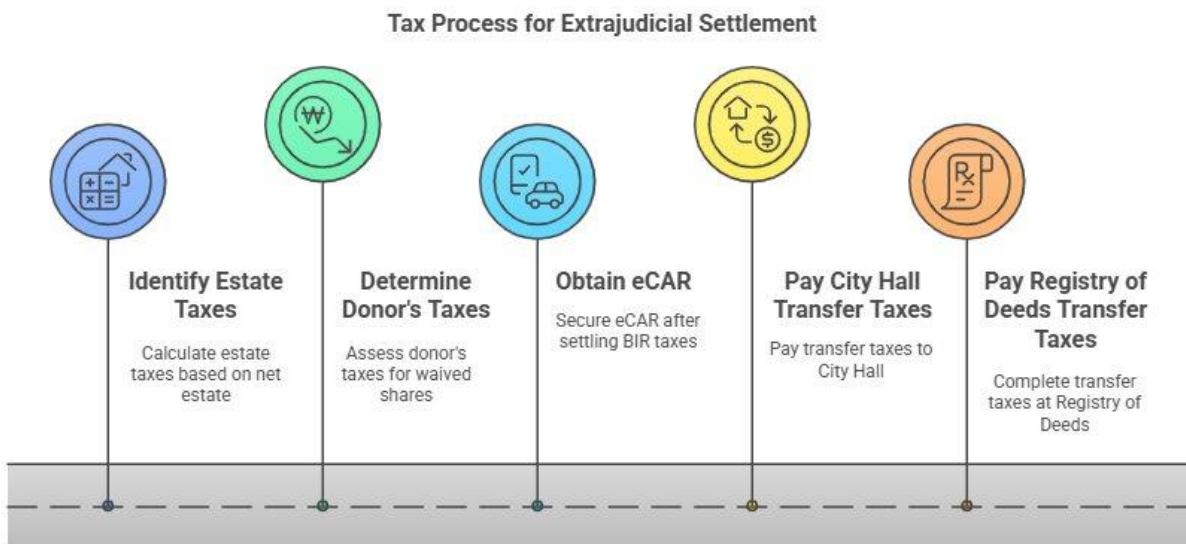 Tax Process for Extrajudicial Settlement
₩
$
Rx
Identify Estate
Taxes
Calculate estate
taxes based on net
estate
Determine
Donor's Taxes
Assess donor's
taxes for waived
shares
Obtain eCAR
Secure eCAR after
settling BIR taxes
Pay City Hall
Transfer Taxes
Pay transfer taxes to
City Hall
Pay Registry of
Deeds Transfer
Taxes
Complete transfer
taxes at Registry of
Deeds